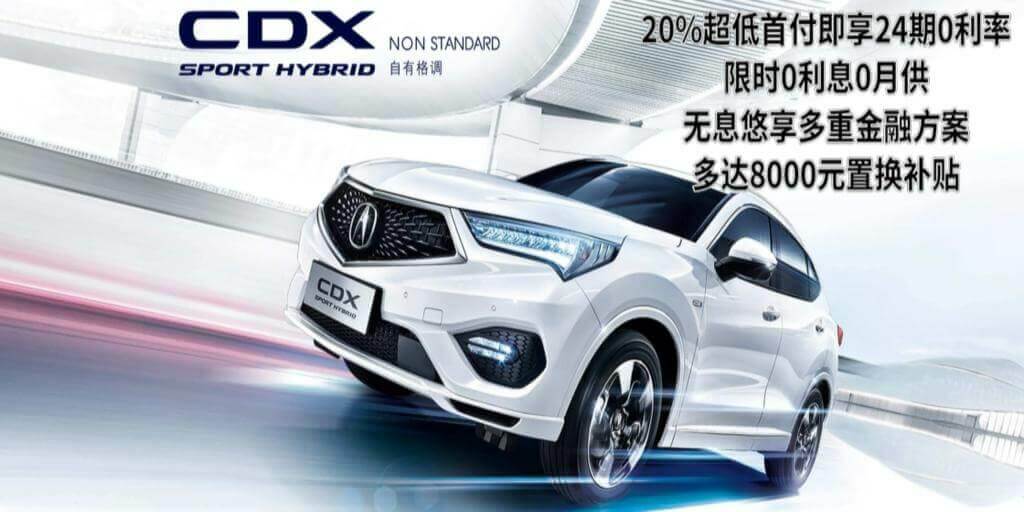 CDX
SPORT HYBRID
NON STANDARD
自有格调
20%超低首付即享24期0利率
限时0利息0月供
无息悠享多重金融方案
多达8000元置换补贴
CDX
SPORT HYBRID